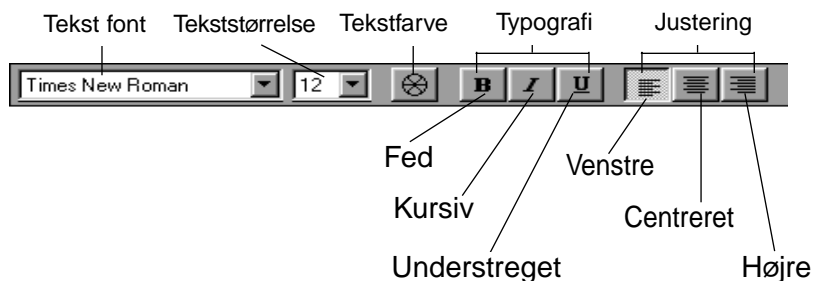 Tekst font Tekststørrelse Tekstfarve Typografi Justering
Times New Roman 12 B I U
Fed
Venstre
Kursiv
Centreret
Understreget Højre